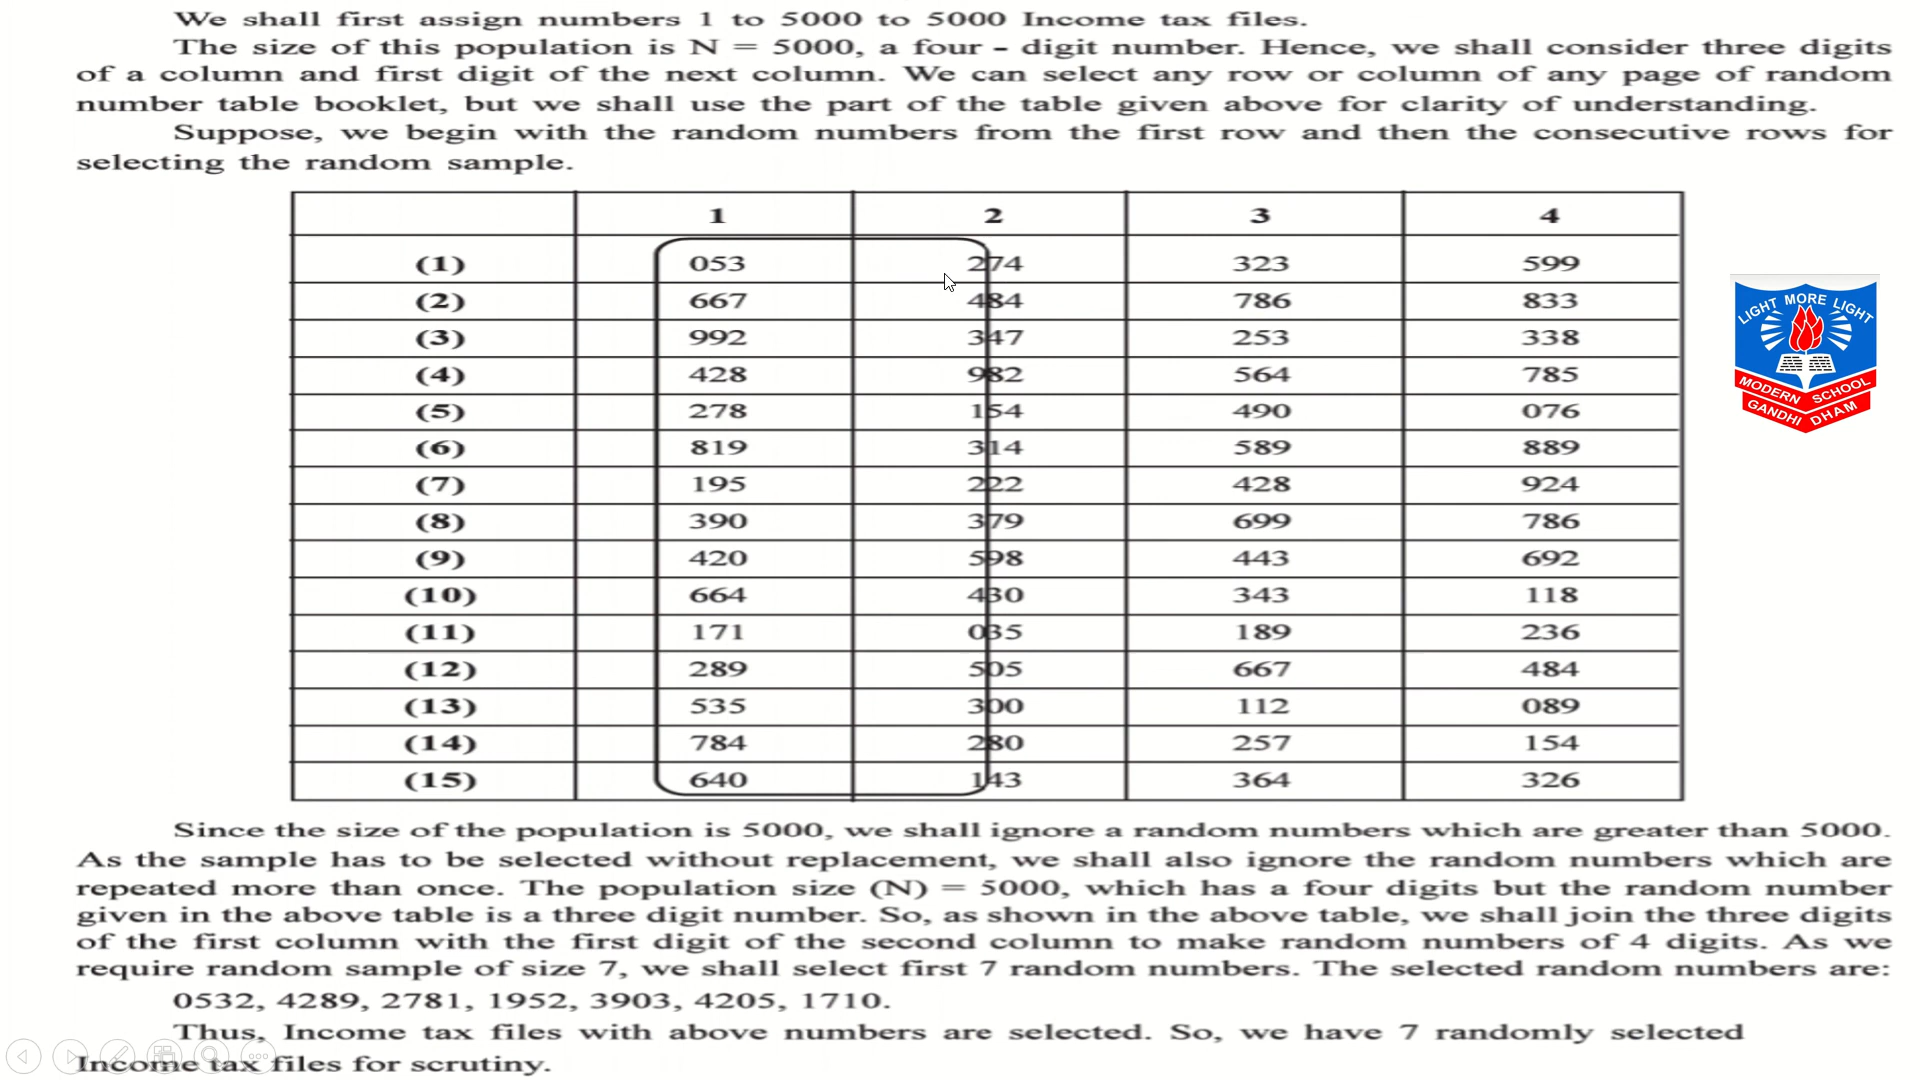 We shall first assign numbers 1 to 5000 to 5000 Income tax files.
The size of this population is N = 5000, a four - digit number. Hence, we shall consider three digits
of a column and first digit of the next column. We can select any row or column of any page of random
number table booklet, but we shall use the part of the table given above for clarity of understanding.
Suppose, we begin with the random numbers from the first row and then the consecutive rows for
selecting the random sample.
1 2 3 4
(1) 053 274 323 599
(2) 667 484 786 833
(3) 992 347 253 338
(4) 428 982 564 785
(5) 278 154 490 076
(6) 819 314 589 889
(7) 195 222 428 924
(8) 390 379 699 786
(9) 420 598 443 692
(10) 664 430 343 118
(11) 171 035 189 236
(12) 289 505 667 484
(13) 535 300 112 089
(14) 784 280 257 154
(15) 640 143 364 326
LIGHT MORE LIGHT
MODERN SCHOOL
GANDHI DHAM
Since the size of the population is 5000, we shall ignore a random numbers which are greater than 5000.
As the sample has to be selected without replacement, we shall also ignore the random numbers which are
repeated more than once. The population size (N) = 5000, which has a four digits but the random number
given in the above table is a three digit number. So, as shown in the above table, we shall join the three digits
of the first column with the first digit of the second column to make random numbers of 4 digits. As we
require random sample of size 7, we shall select first 7 random numbers. The selected random numbers are:
0532, 4289, 2781, 1952, 3903, 4205, 1710.
Thus, Income tax files with above numbers are selected. So, we have 7 randomly selected
Income tax files for scrutiny.